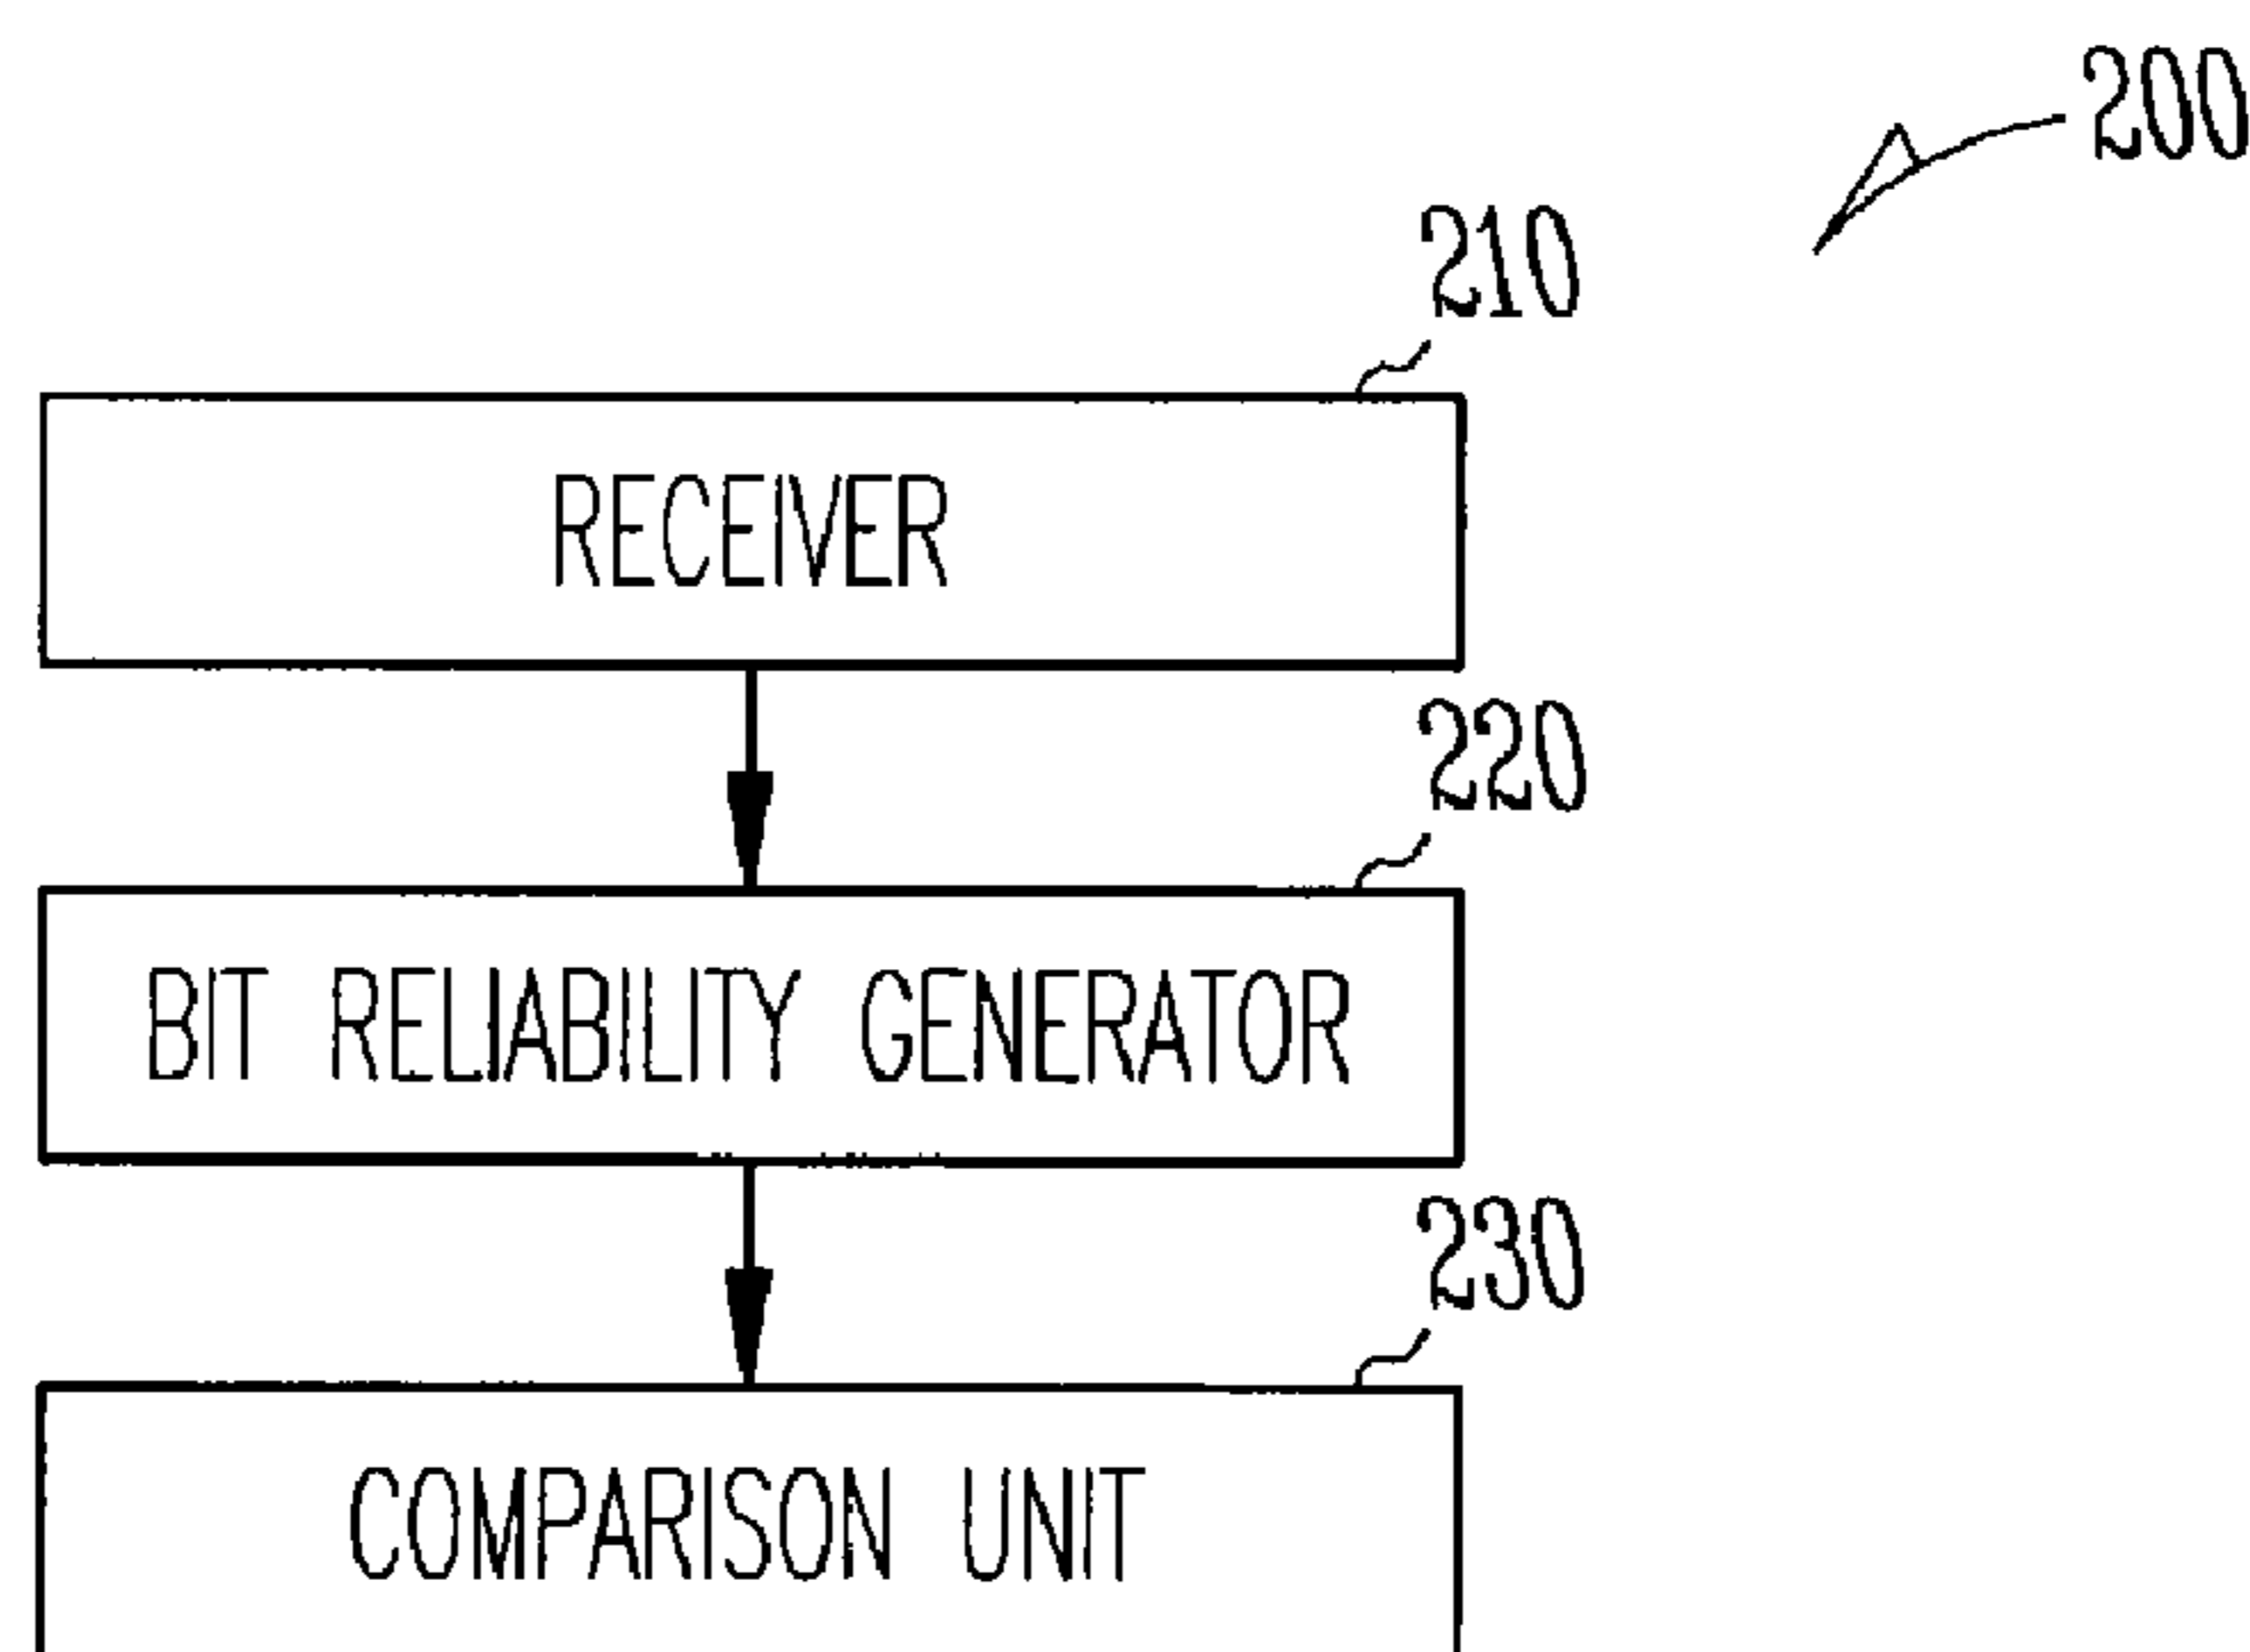 200
210
RECEIVER
220
BIT RELIABILITY GENERATOR
230
COMPARISON UNIT